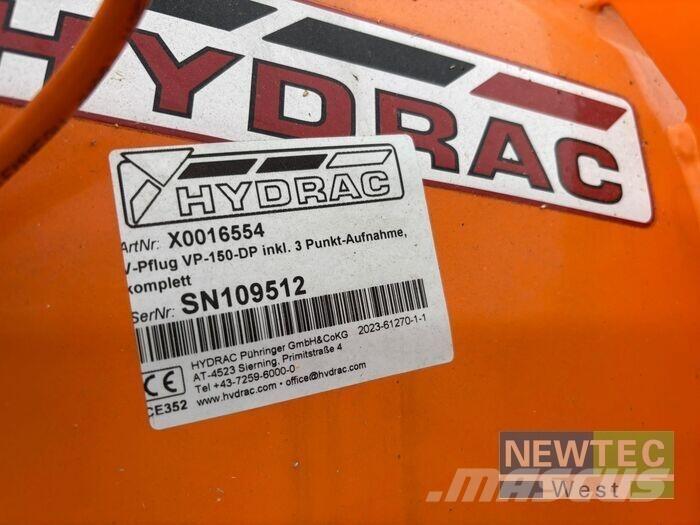 HYDRAC
HYDRAC
ArtNr: X0016554
V-Pflug VP-150-DP inkl. 3 Punkt-Aufnahme,
komplett
SerNr: SN109512
HYDRAC Pühringer GmbH&CoKG 2023-61270-1-1
AT-4523 Sierning, Primitstraße 4
Tel +43-7259-6000-0
www.hydrac.com • office@hydrac.com
CE
CE352
NEWTEC
West
MASCUS